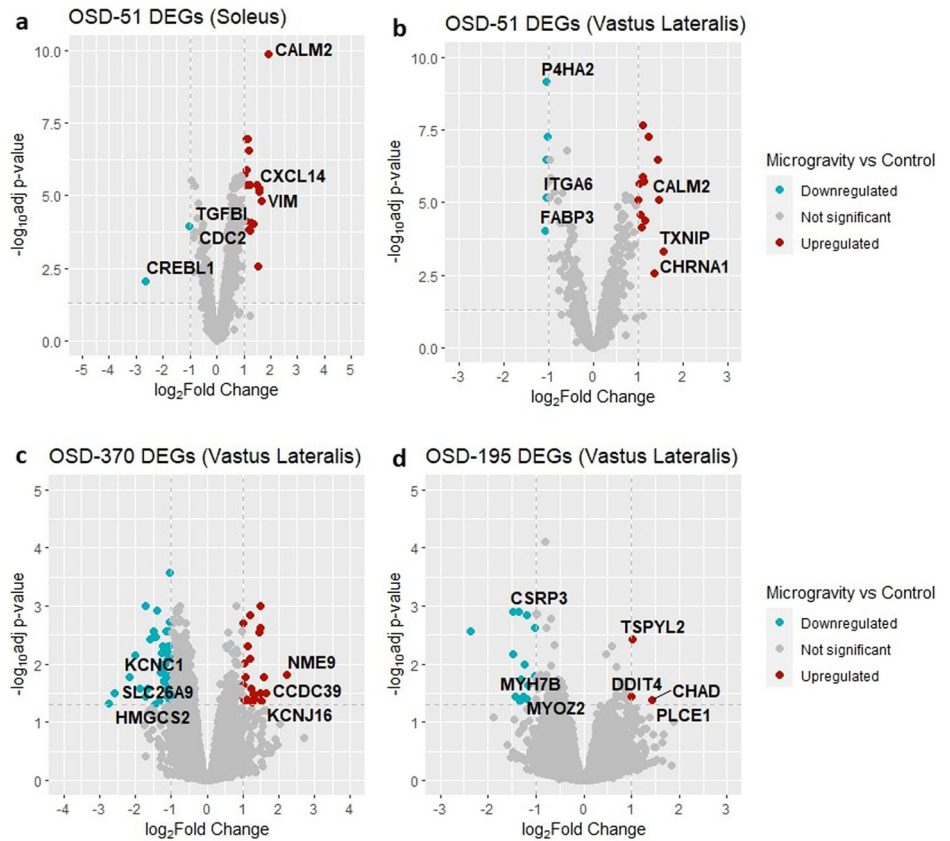 a OSD-51 DEGs (Soleus)
10.0
7.5
5.0
2.5
0.0
-log10adj p-value
CALM2
CXCL14
VIM
TGFBI
CDC2
CREBL1
-5 -4 -3 -2 -1 0 1 2 3 4 5
log2Fold Change
b OSD-51 DEGs (Vastus Lateralis)
10.0
7.5
5.0
2.5
0.0
-log10adj p-value
P4HA2
ITGA6
CALM2
FABP3
TXNIP
CHRNA1
-3 -2 -1 0 1 2 3
log2Fold Change
Microgravity vs Control
Downregulated
Not significant
Upregulated
c OSD-370 DEGs (Vastus Lateralis)
5
4
3
2
1
0
-log10adj p-value
KCNC1
NME9
SLC26A9
CCDC39
HMGCS2
KCNJ16
-4 -3 -2 -1 0 1 2 3 4
log2Fold Change
d OSD-195 DEGs (Vastus Lateralis)
5
4
3
2
1
0
-log10adj p-value
CSRP3
TSPYL2
MYH7B
DDIT4
CHAD
MYOZ2
PLCE1
-3 -2 -1 0 1 2 3
log2Fold Change
Microgravity vs Control
Downregulated
Not significant
Upregulated